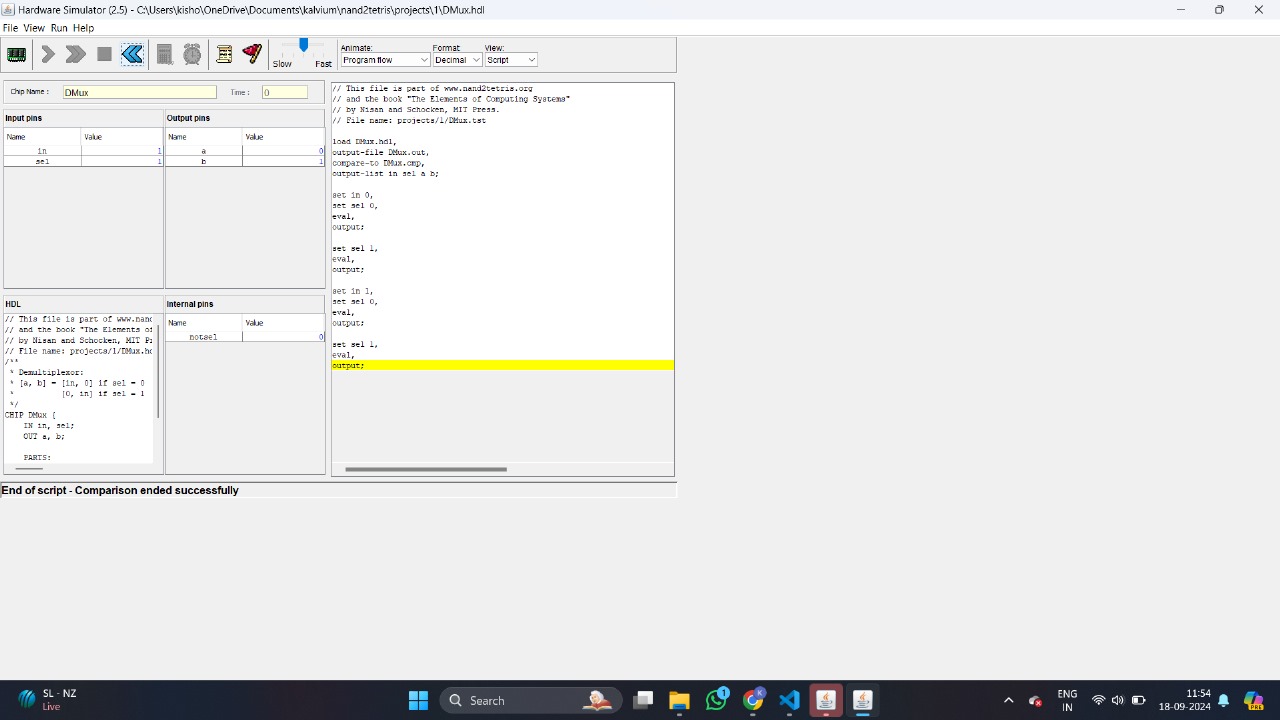 Hardware Simulator (2.5) - C:\Users\kisho\OneDrive\Documents\kalvium\nand2tetris\projects\1\DMux.hdl
File View Run Help
Slow Fast
Animate: Format: View:
Program flow Decimal Script
Chip Name : DMux Time : 0
Input pins
Name Value
in 1
sel 1
Output pins
Name Value
a 0
b 1
HDL
// This file is part of www.nand
// and the book "The Elements of
// by Nisan and Schocken, MIT Pr
// File name: projects/1/DMux.hd
/**
* Demultiplexor:
* [a, b] = [in, 0] if sel = 0
* [0, in] if sel = 1
*/
CHIP DMux {
IN in, sel;
OUT a, b;
PARTS:
Internal pins
Name Value
notsel 0
// This file is part of www.nand2tetris.org
// and the book "The Elements of Computing Systems"
// by Nisan and Schocken, MIT Press.
// File name: projects/1/DMux.tst
load DMux.hdl,
output-file DMux.out,
compare-to DMux.cmp,
output-list in sel a b;
set in 0,
set sel 0,
eval,
output;
set sel 1,
eval,
output;
set in 1,
set sel 0,
eval,
output;
set sel 1,
eval,
output;
End of script - Comparison ended successfully
SL - NZ
Live
Search
1
K
ENG
IN
11:54
18-09-2024
PRE